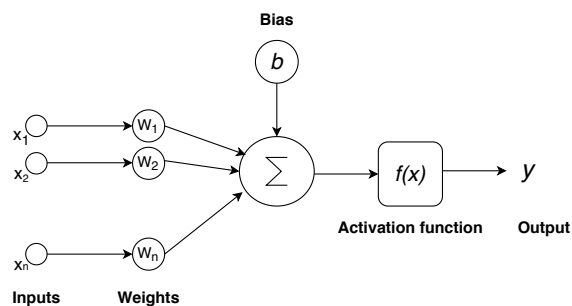 Bias
b
x₁ w₁
x₂ w₂
∑ f(x) y
Activation function Output
xₙ wₙ
Inputs Weights